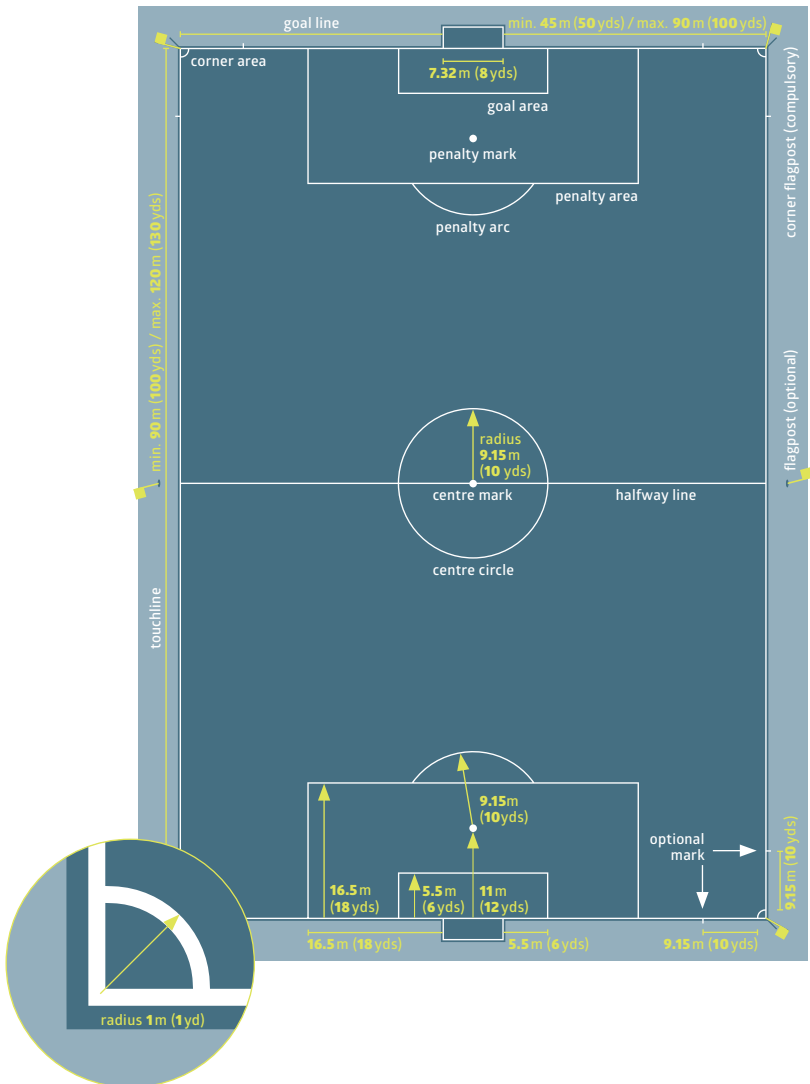 goal line
min. 45 m (50 yds) / max. 90 m (100 yds)
corner area
7.32 m (8 yds)
goal area
penalty mark
penalty area
penalty arc
corner flagpost (compulsory)
min. 90 m (100 yds) / max. 120 m (130 yds)
flagpost (optional)
radius
9.15 m
(10 yds)
centre mark
halfway line
centre circle
touchline
9.15 m
(10 yds)
optional
mark
9.15 m (10 yds)
16.5 m
(18 yds)
5.5 m
(6 yds)
11 m
(12 yds)
16.5 m (18 yds)
5.5 m (6 yds)
9.15 m (10 yds)
radius 1 m (1 yd)